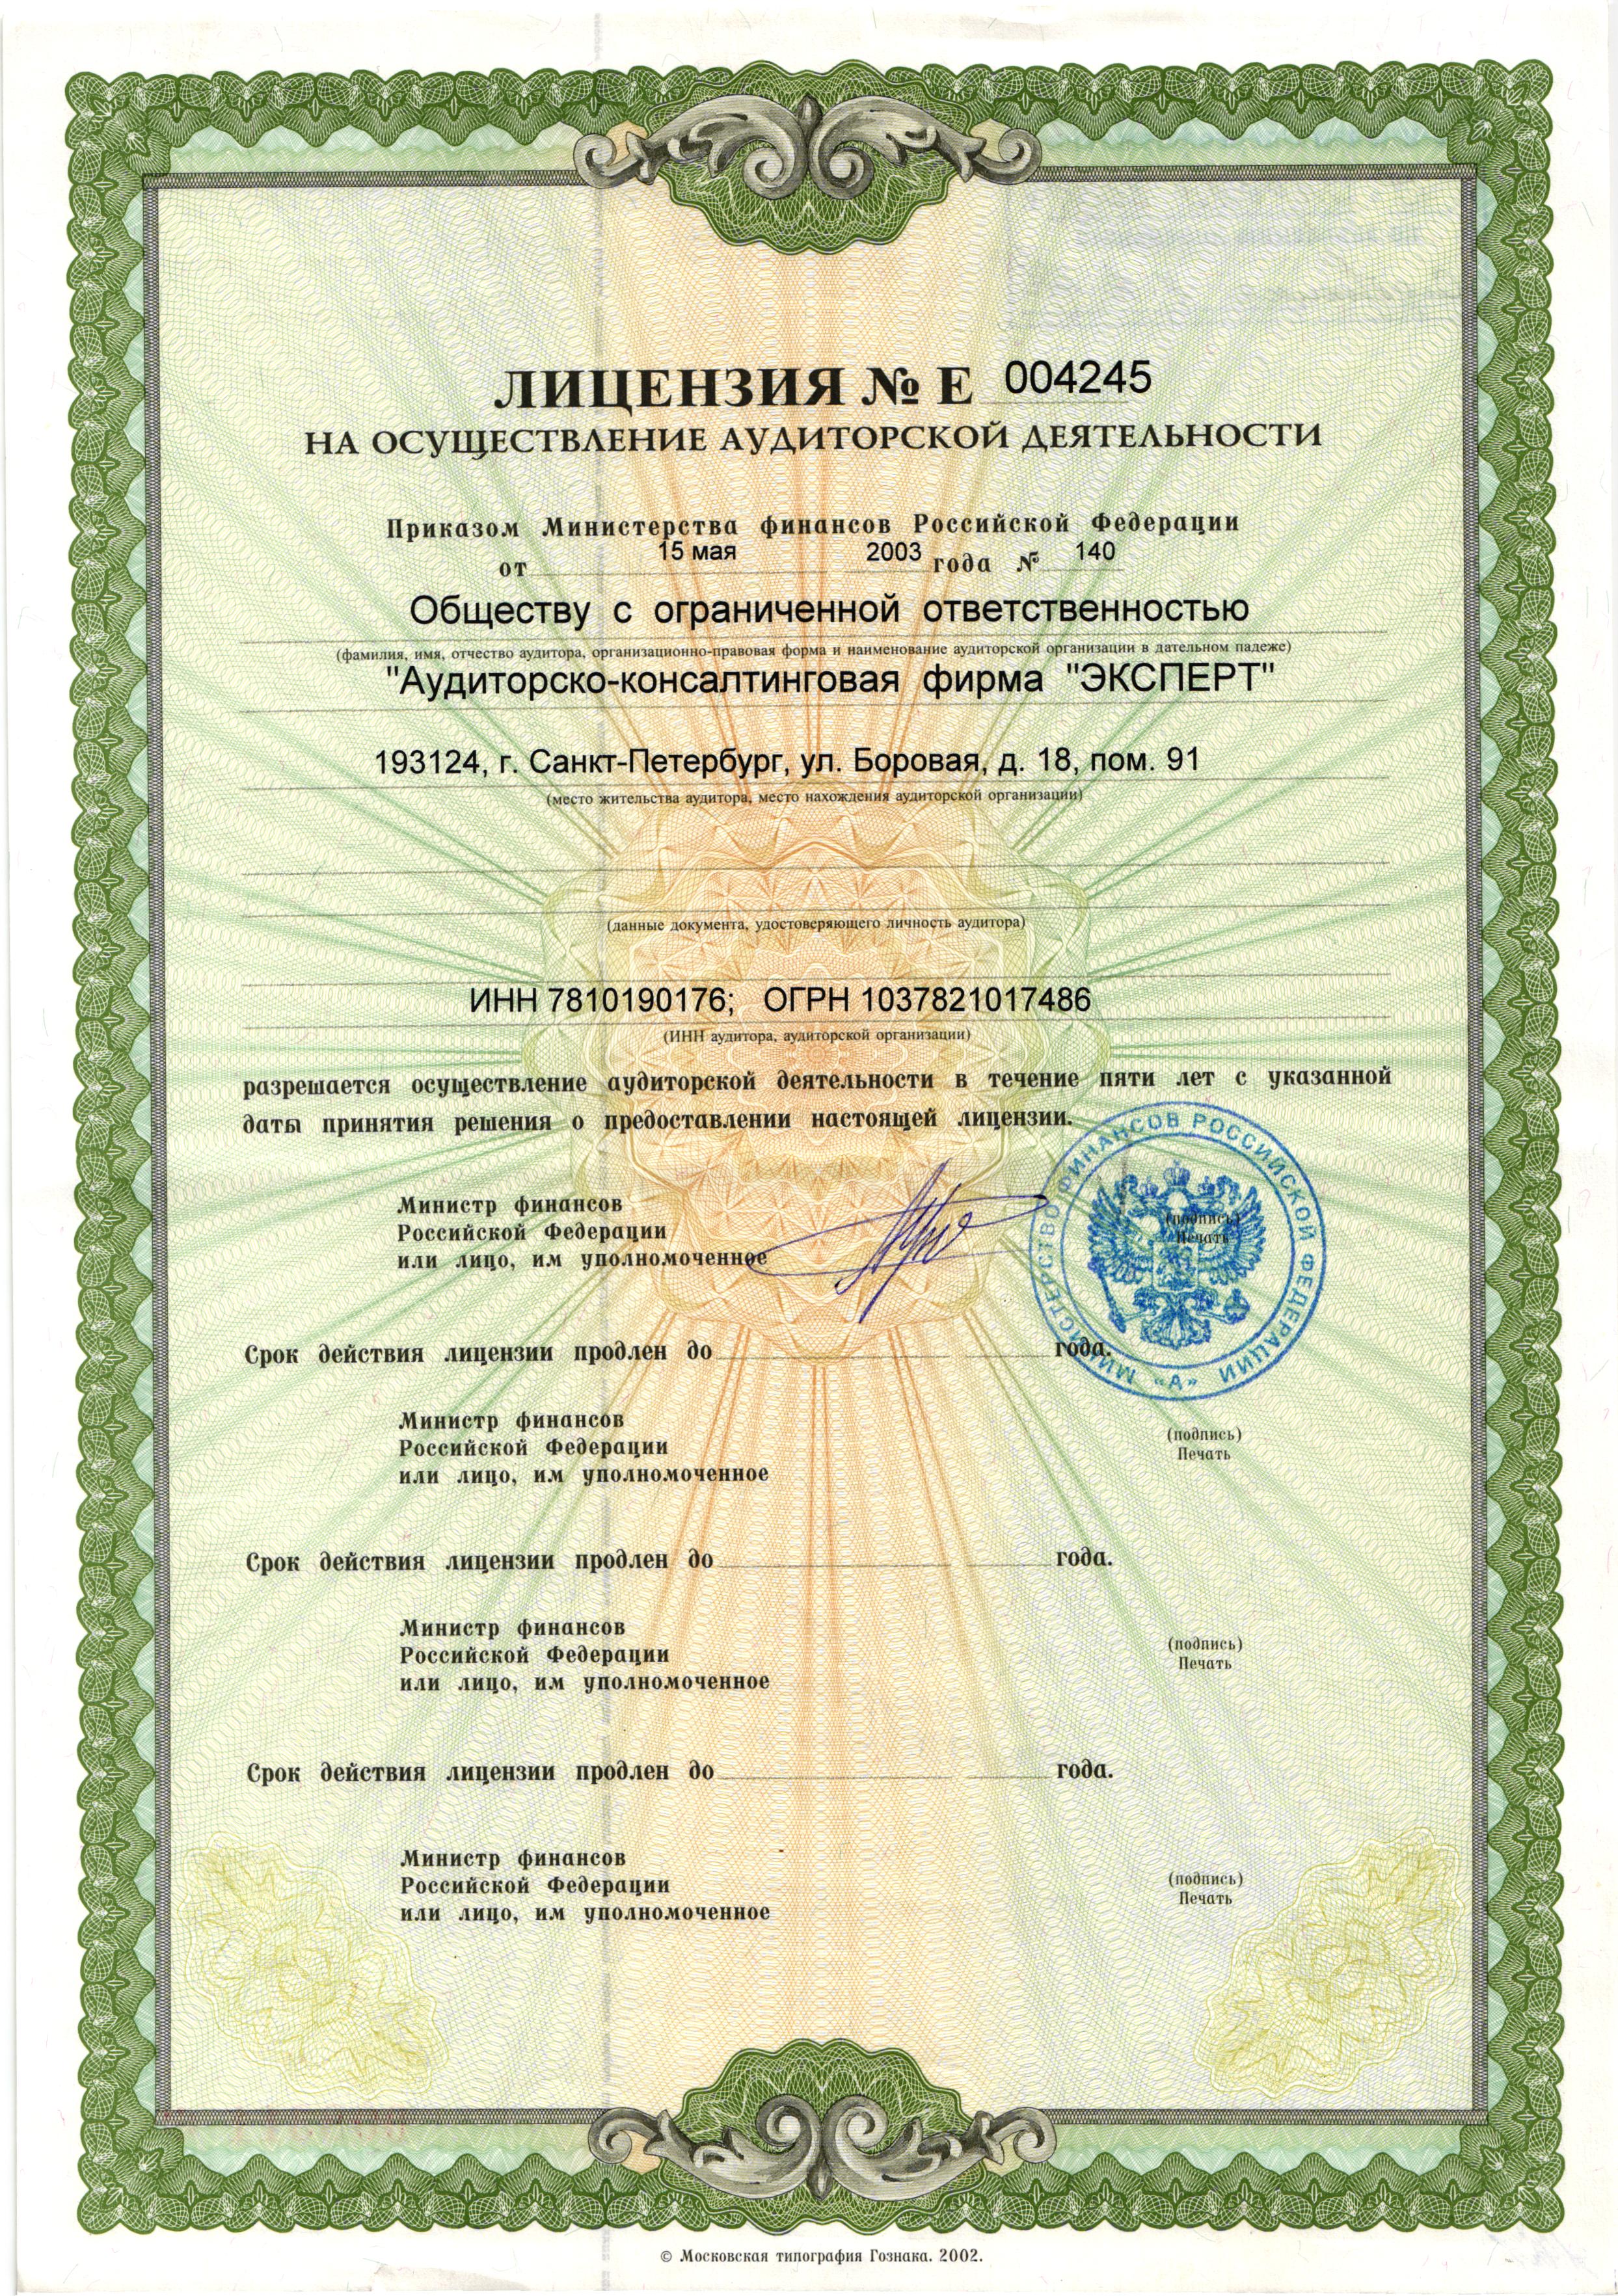 ЛИЦЕНЗИЯ № Е 004245
НА ОСУЩЕСТВЛЕНИЕ АУДИТОРСКОЙ ДЕЯТЕЛЬНОСТИ
Приказом Министерства финансов Российской Федерации
от 15 мая 2003 года № 140
Обществу с ограниченной ответственностью
(фамилия, имя, отчество аудитора, организационно-правовая форма и наименование аудиторской организации в дательном падеже)
"Аудиторско-консалтинговая фирма "ЭКСПЕРТ"
193124, г. Санкт-Петербург, ул. Боровая, д. 18, пом. 91
(место жительства аудитора, место нахождения аудиторской организации)
(данные документа, удостоверяющего личность аудитора)
ИНН 7810190176; ОГРН 1037821017486
(ИНН аудитора, аудиторской организации)
разрешается осуществление аудиторской деятельности в течение пяти лет с указанной
даты принятия решения о предоставлении настоящей лицензии.
Министр финансов
Российской Федерации
или лицо, им уполномоченное
(подпись)
Печать
МИНИСТЕРСТВО ФИНАНСОВ РОССИЙСКОЙ ФЕДЕРАЦИИ «А»
Срок действия лицензии продлен до года.
Министр финансов
Российской Федерации
или лицо, им уполномоченное
(подпись)
Печать
Срок действия лицензии продлен до года.
Министр финансов
Российской Федерации
или лицо, им уполномоченное
(подпись)
Печать
Срок действия лицензии продлен до года.
Министр финансов
Российской Федерации
или лицо, им уполномоченное
(подпись)
Печать
© Московская типография Гознака. 2002.